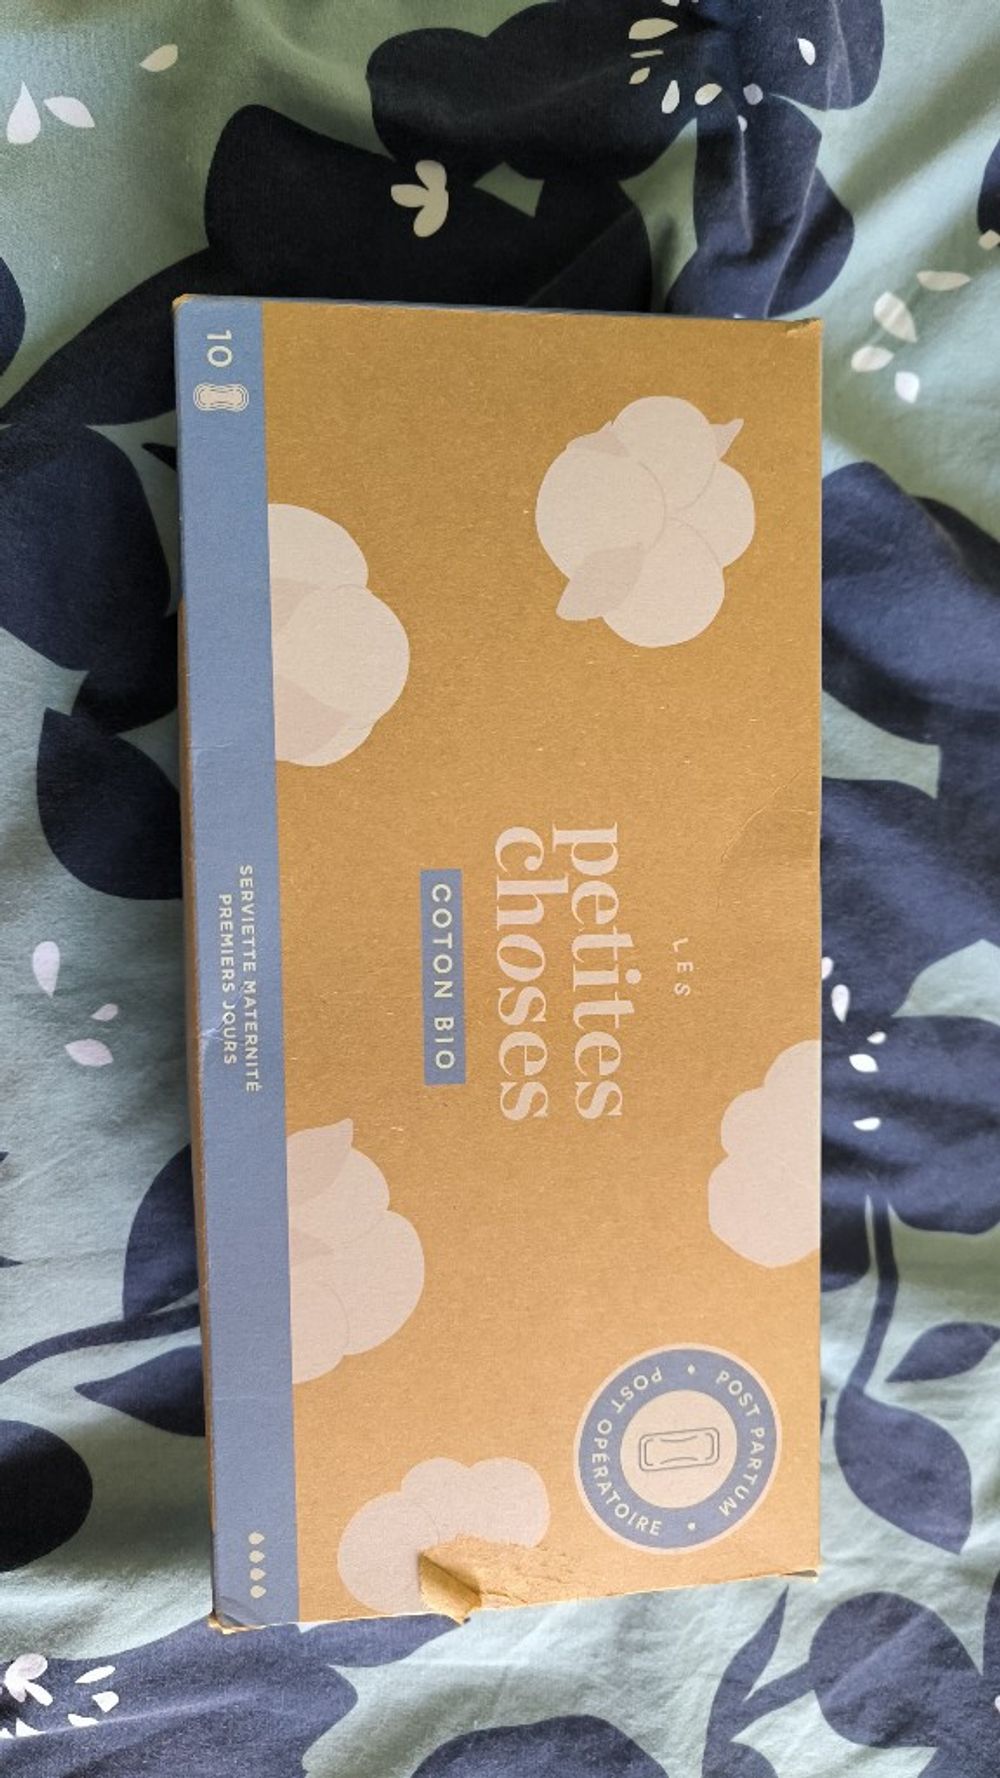 LES
petites
choses
COTON BIO
POST PARTUM •
POST OPÉRATOIRE •
10
SERVIETTE MATERNITÉ
PREMIERS JOURS